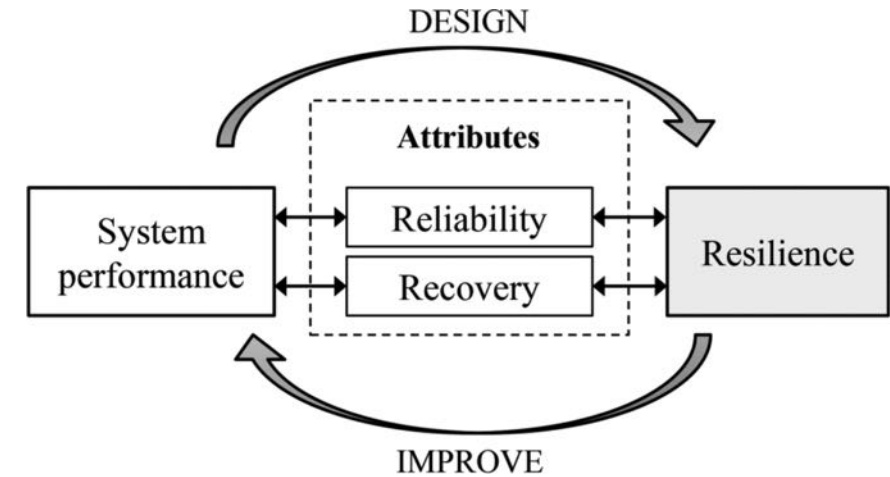 DESIGN
Attributes
System
performance
Reliability
Recovery
Resilience
IMPROVE